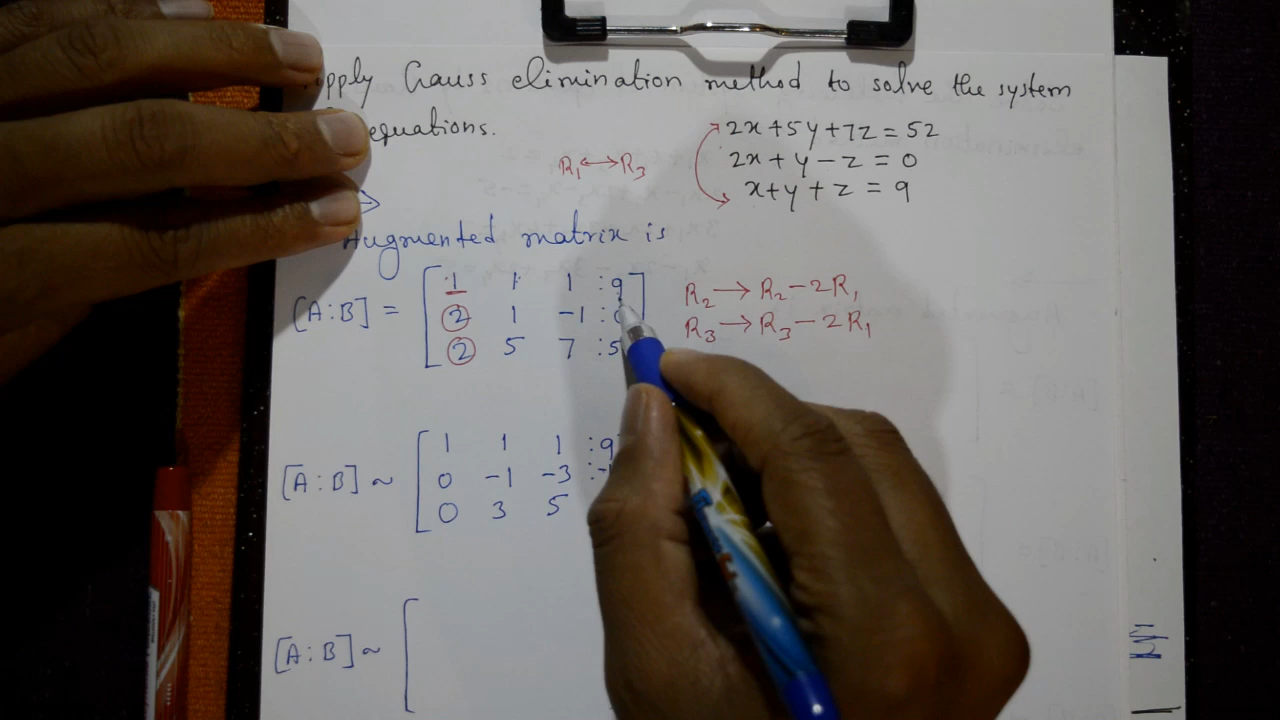 pply Gauss elimination method to solve the system
equations.
2x+5y+7z=52
2x+y-z=0
x+y+z=9
R₁↔R₃
Augmented matrix is
[A:B] = [1 1 1 :9]
2 1 -1 :
2 5 7 :5
R₂→R₂-2R₁
R₃→R₃-2R₁
[A:B] ~ [1 1 1 :9
0 -1 -3 :-1
0 3 5
[A:B] ~ [